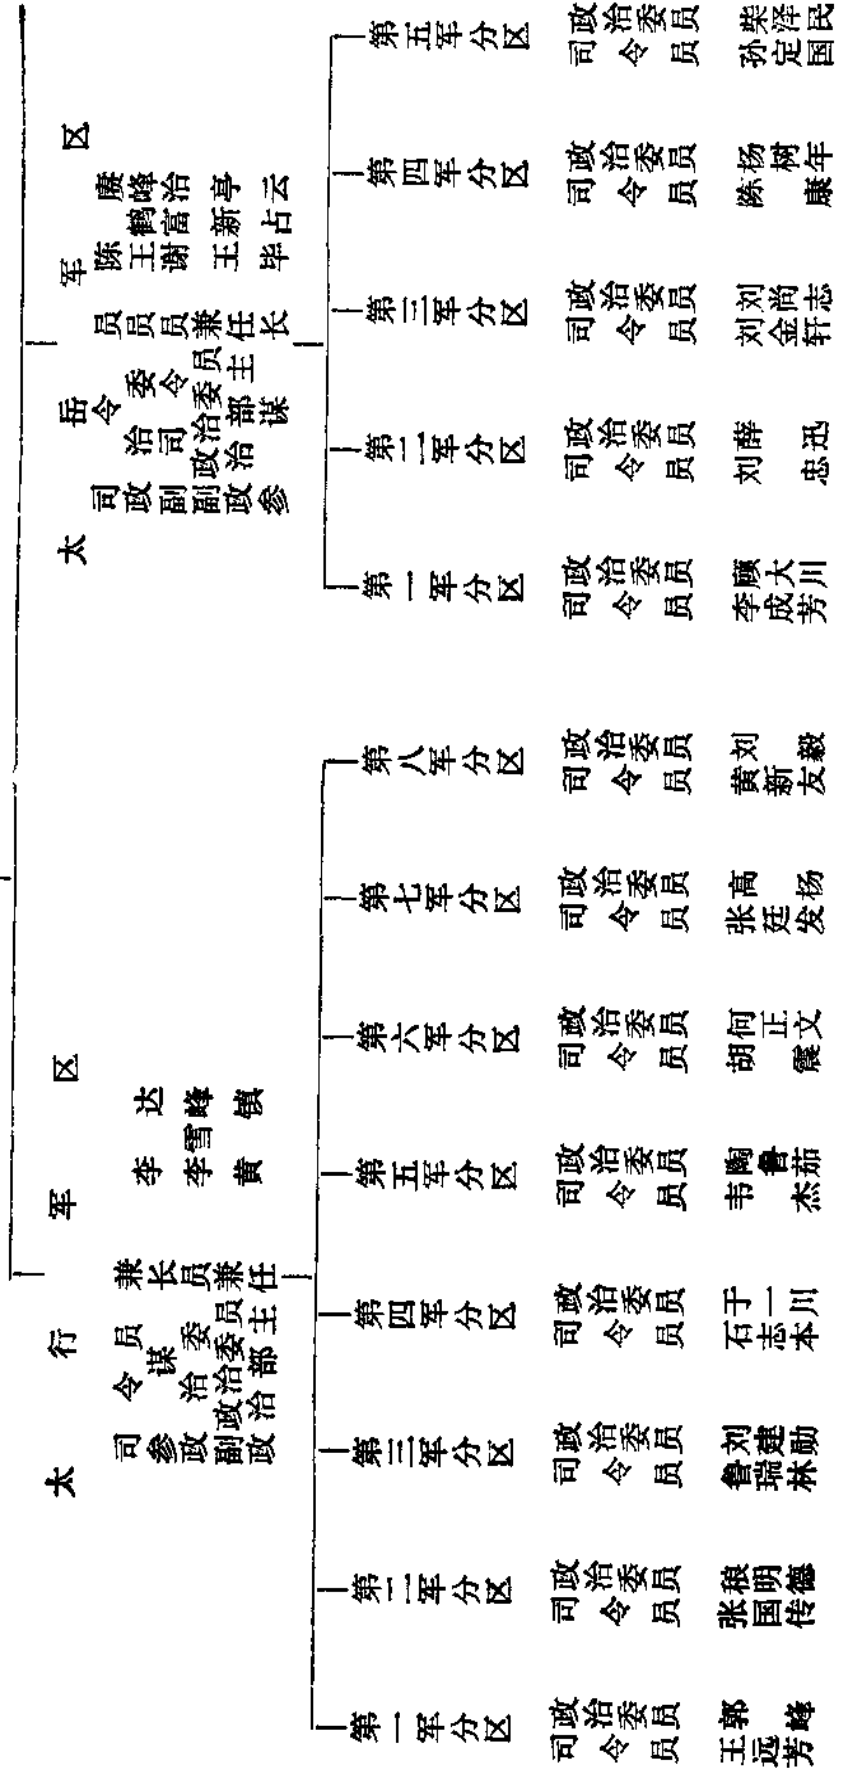 太行军区
司令员兼
参谋长 李达
政治委员 李雪峰
副政治委员兼
政治部主任 黄镇
第一军分区
司令员 王远芳
政治委员 郭峰
第二军分区
司令员 张国传
政治委员 稂明德
第三军分区
司令员 鲁瑞林
政治委员 刘建勋
第四军分区
司令员 石志本
政治委员 于一川
第五军分区
司令员 韦杰
政治委员 陶鲁茹
第六军分区
司令员 胡震
政治委员 何正文
第七军分区
司令员 张廷发
政治委员 高杨
第八军分区
司令员 黄新友
政治委员 刘毅
太岳军区
司令员 陈赓
政治委员 王鹤峰
副司令员 谢富治
副政治委员兼
政治部主任 王新亭
参谋长 毕占云
第一军分区
司令员 李成芳
政治委员 顾大川
第二军分区
司令员 刘忠
政治委员 薛迅
第三军分区
司令员 刘金轩
政治委员 刘尚志
第四军分区
司令员 陈康
政治委员 杨树年
第五军分区
司令员 孙定国
政治委员 柴泽民